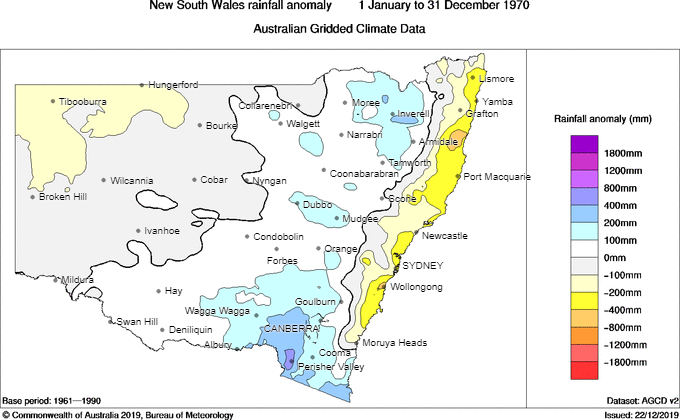 New South Wales rainfall anomaly 1 January to 31 December 1970
Australian Gridded Climate Data
Hungerford
Lismore
Tibooburra
Collarenebri
Moree
Yamba
Inverell
Grafton
Bourke
Walgett
Narrabri
Armidale
Tamworth
Coonabarabran
Wilcannia
Cobar
Nyngan
Port Macquarie
Broken Hill
Scone
Dubbo
Mudgee
Ivanhoe
Condobolin
Newcastle
Orange
Forbes
SYDNEY
Mildura
Wollongong
Hay
Goulburn
Wagga Wagga
Swan Hill
Deniliquin
CANBERRA
Albury
Moruya Heads
Cooma
Perisher Valley
Rainfall anomaly (mm)
1800mm
1200mm
800mm
400mm
200mm
100mm
0mm
−100mm
−200mm
−400mm
−800mm
−1200mm
−1800mm
Base period: 1961—1990
Dataset: AGCD v2
© Commonwealth of Australia 2019, Bureau of Meteorology
Issued: 22/12/2019